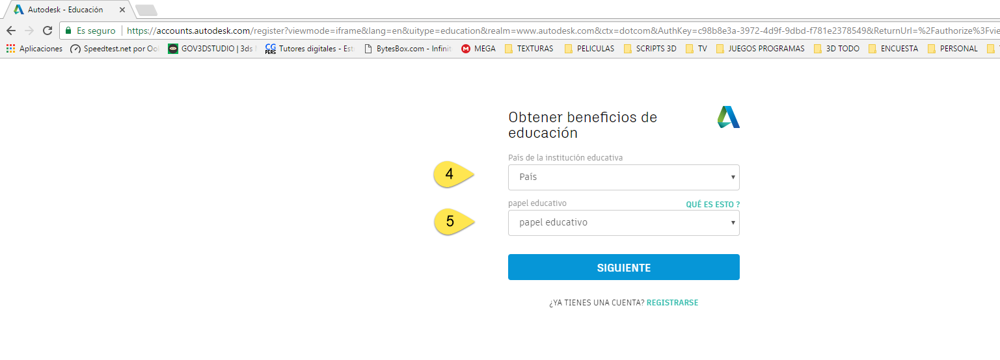 Autodesk - Educación
Es seguro https://accounts.autodesk.com/register?viewmode=iframe&lang=en&uitype=education&realm=www.autodesk.com&ctx=dotcom&AuthKey=c98b8e3a-3972-4d9f-9dbd-f781e2378549&ReturnUrl=%2Fauthorize%3Fvie
Aplicaciones Speedtest.net por Ook GOV3DSTUDIO | 3ds CG PERS Tutores digitales - Est BytesBox.com - Infinit M MEGA TEXTURAS PELICULAS SCRIPTS 3D TV JUEGOS PROGRAMAS 3D TODO ENCUESTA PERSONAL
Obtener beneficios de
educación
País de la institución educativa
4 País
papel educativo QUÉ ES ESTO ?
5 papel educativo
SIGUIENTE
¿YA TIENES UNA CUENTA? REGISTRARSE